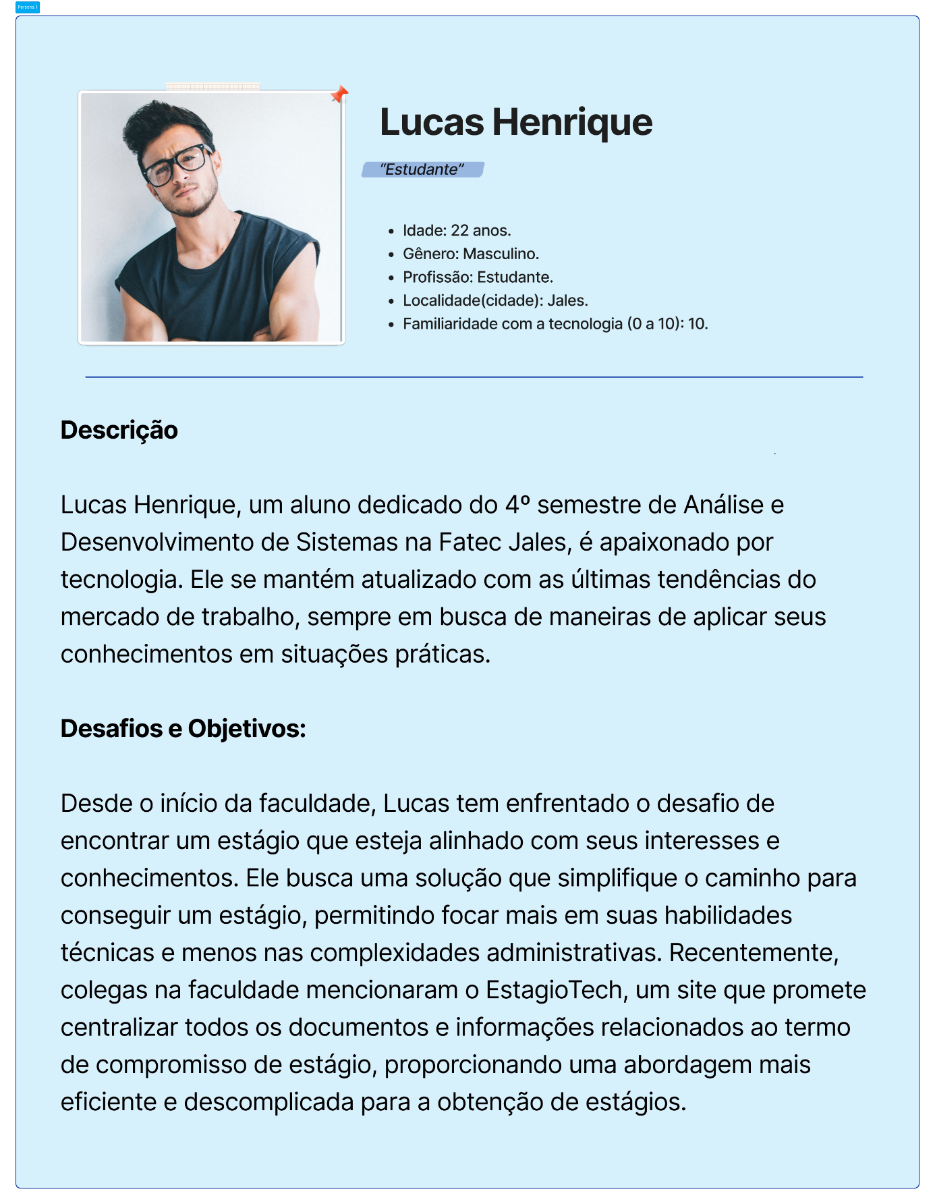 Persona 1
Lucas Henrique
“Estudante”
• Idade: 22 anos.
• Gênero: Masculino.
• Profissão: Estudante.
• Localidade(cidade): Jales.
• Familiaridade com a tecnologia (0 a 10): 10.
Descrição
Lucas Henrique, um aluno dedicado do 4º semestre de Análise e
Desenvolvimento de Sistemas na Fatec Jales, é apaixonado por
tecnologia. Ele se mantém atualizado com as últimas tendências do
mercado de trabalho, sempre em busca de maneiras de aplicar seus
conhecimentos em situações práticas.
Desafios e Objetivos:
Desde o início da faculdade, Lucas tem enfrentado o desafio de
encontrar um estágio que esteja alinhado com seus interesses e
conhecimentos. Ele busca uma solução que simplifique o caminho para
conseguir um estágio, permitindo focar mais em suas habilidades
técnicas e menos nas complexidades administrativas. Recentemente,
colegas na faculdade mencionaram o EstagioTech, um site que promete
centralizar todos os documentos e informações relacionados ao termo
de compromisso de estágio, proporcionando uma abordagem mais
eficiente e descomplicada para a obtenção de estágios.